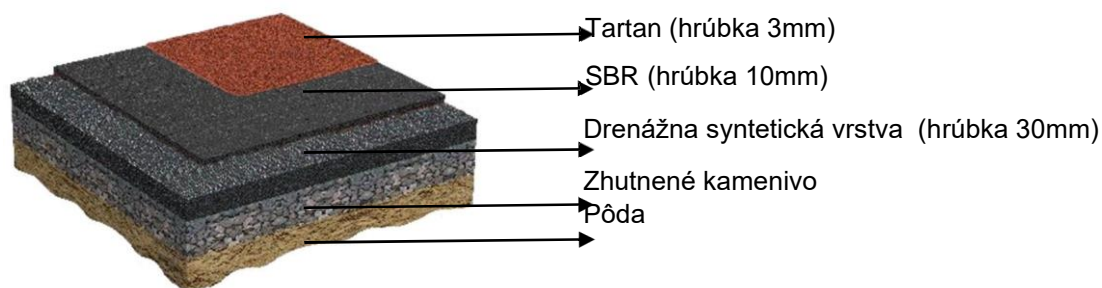 Tartan (hrúbka 3mm)
SBR (hrúbka 10mm)
Drenážna syntetická vrstva  (hrúbka 30mm)
Zhutnené kamenivo
Pôda